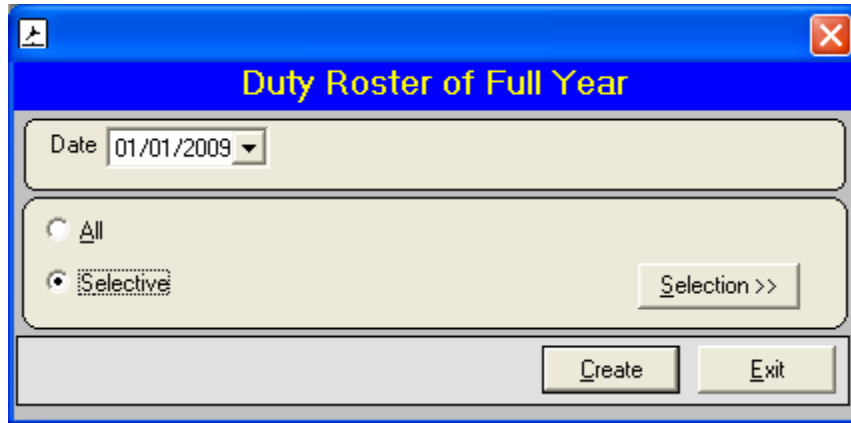 Duty Roster of Full Year
Date 01/01/2009
All
Selective
Selection >>
Create Exit